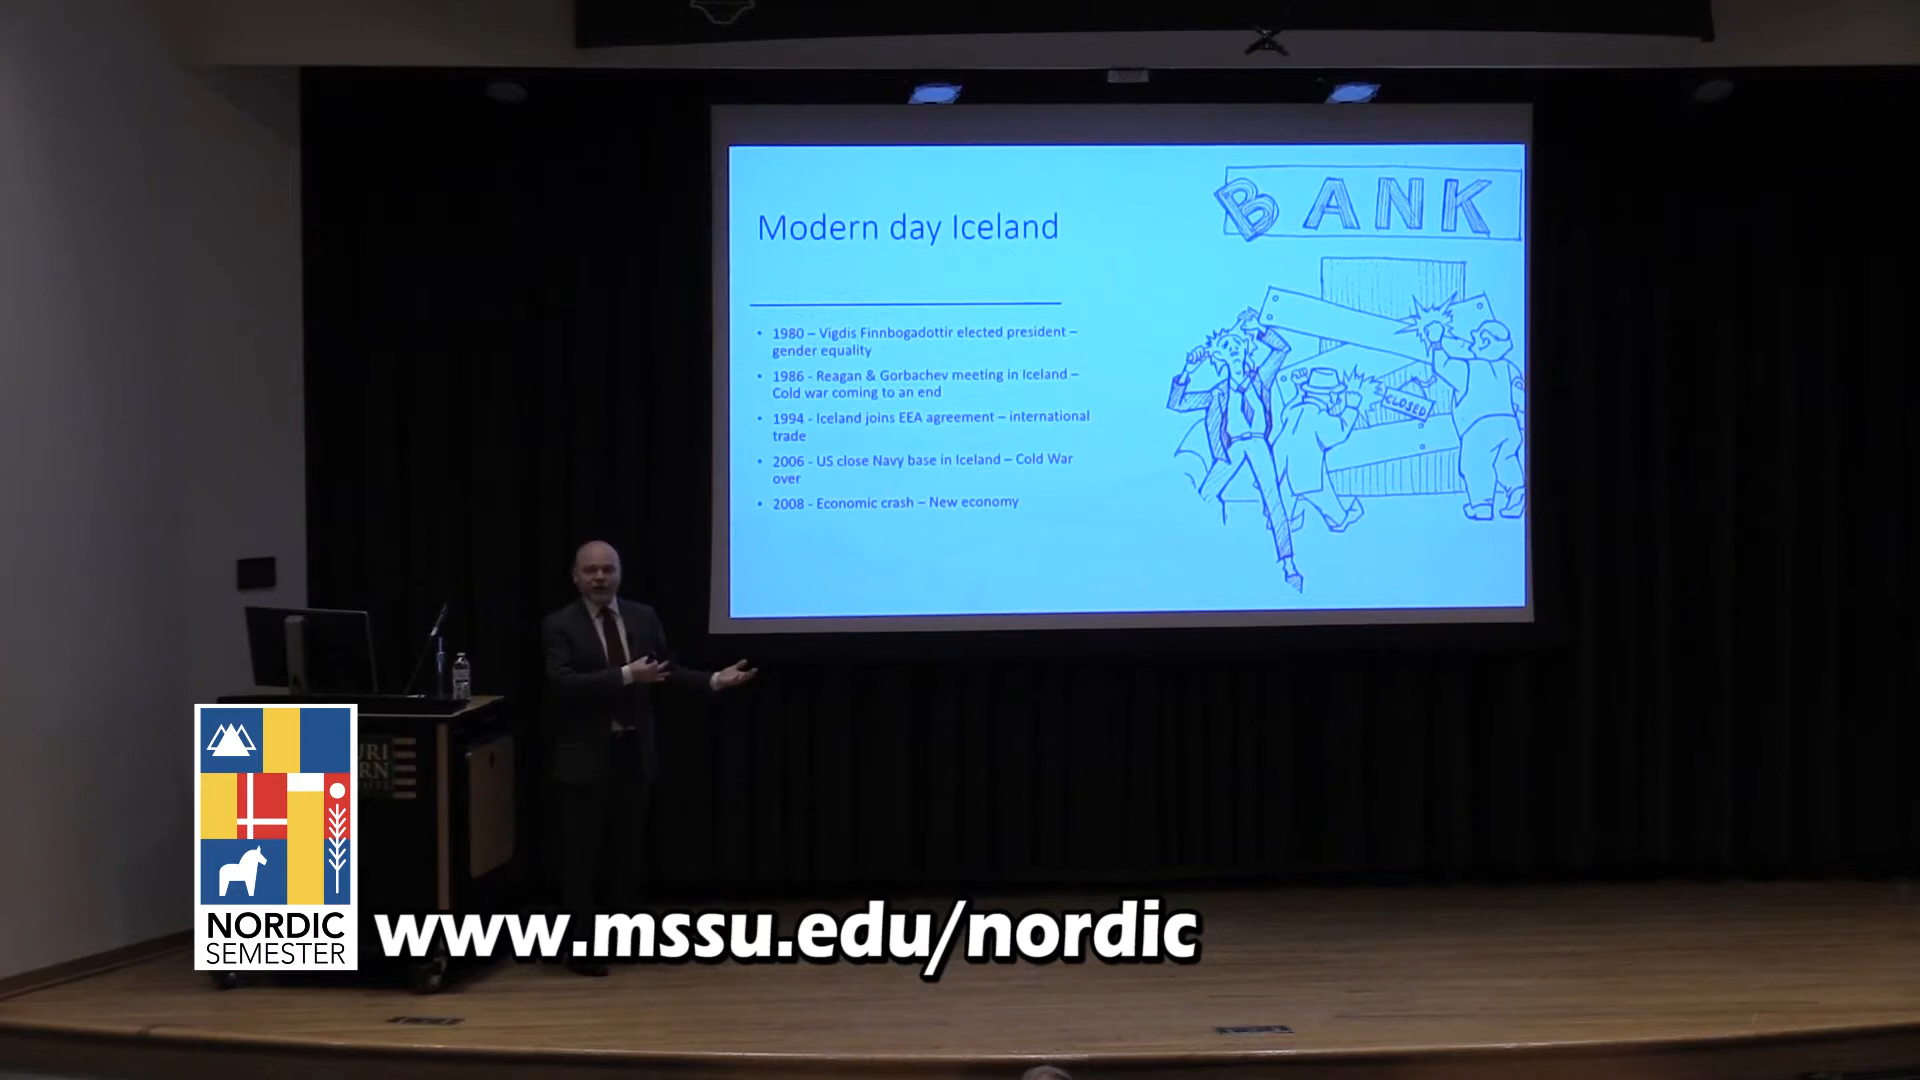 BANK
Modern day Iceland
• 1980 – Vigdis Finnbogadottir elected president –
gender equality
• 1986 - Reagan & Gorbachev meeting in Iceland –
Cold war coming to an end
• 1994 - Iceland joins EEA agreement – international
trade
• 2006 - US close Navy base in Iceland – Cold War
over
• 2008 - Economic crash – New economy
CLOSED
URI
RN
NORDIC
SEMESTER
www.mssu.edu/nordic